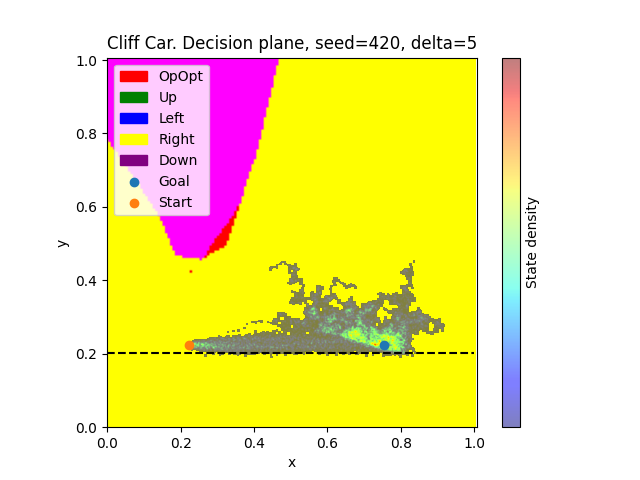 Cliff Car. Decision plane, seed=420, delta=5
1.0
0.8
0.6
0.4
0.2
0.0
y
OpOpt
Up
Left
Right
Down
Goal
Start
0.0 0.2 0.4 0.6 0.8 1.0
x
State density